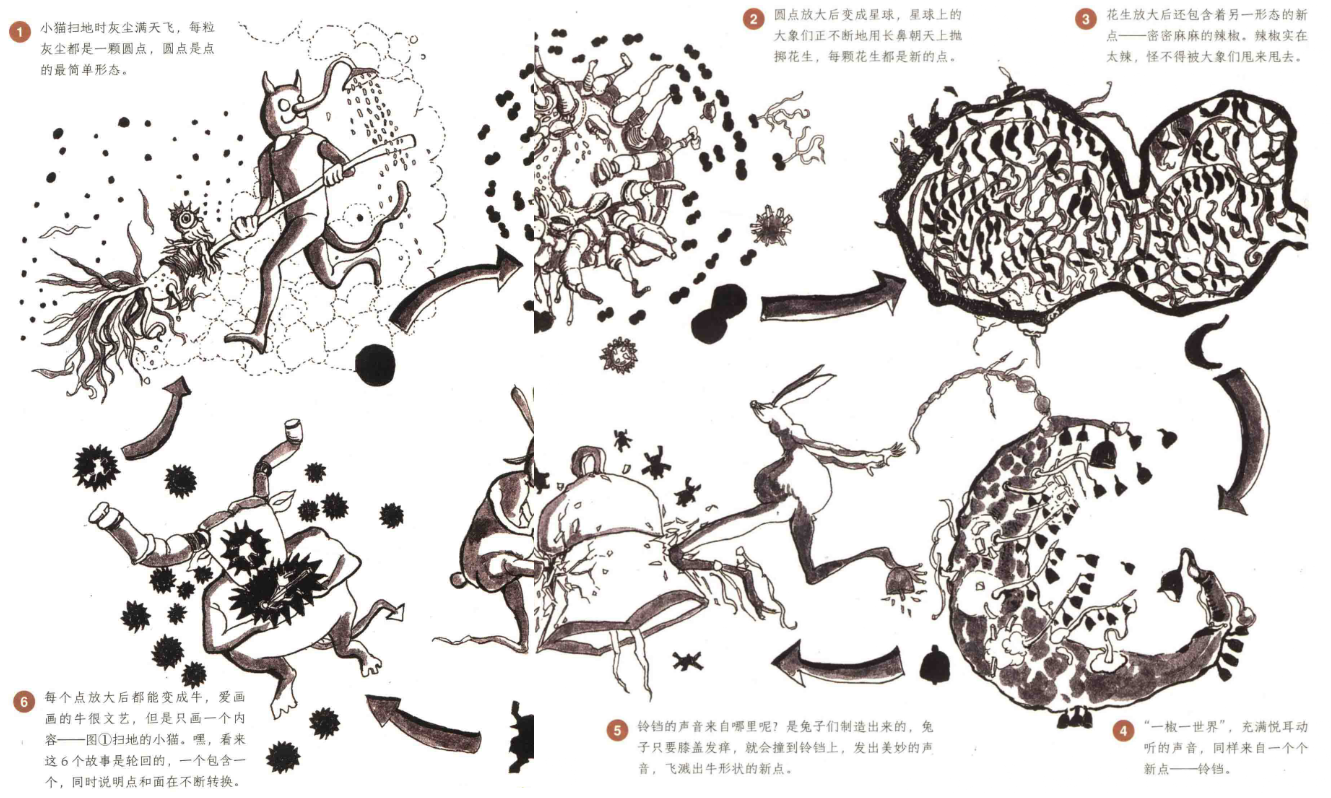 1
小猫扫地时灰尘满天飞，每粒
灰尘都是一颗圆点，圆点是点
的最简单形态。
2
圆点放大后变成星球，星球上的
大象们正不断地用长鼻朝天上抛
掷花生，每颗花生都是新的点。
3
花生放大后还包含着另一形态的新
点——密密麻麻的辣椒。辣椒实在
太辣，怪不得被大象们甩来甩去。
4
“一椒一世界”，充满悦耳动
听的声音，同样来自一个个
新点——铃铛。
5
铃铛的声音来自哪里呢？是兔子们制造出来的，兔
子只要膝盖发痒，就会撞到铃铛上，发出美妙的声
音，飞溅出牛形状的新点。
6
每个点放大后都能变成牛，爱画
画的牛很文艺，但是只画一个内
容——图①扫地的小猫。嘿，看来
这6个故事是轮回的，一个包含一
个，同时说明点和面在不断转换。